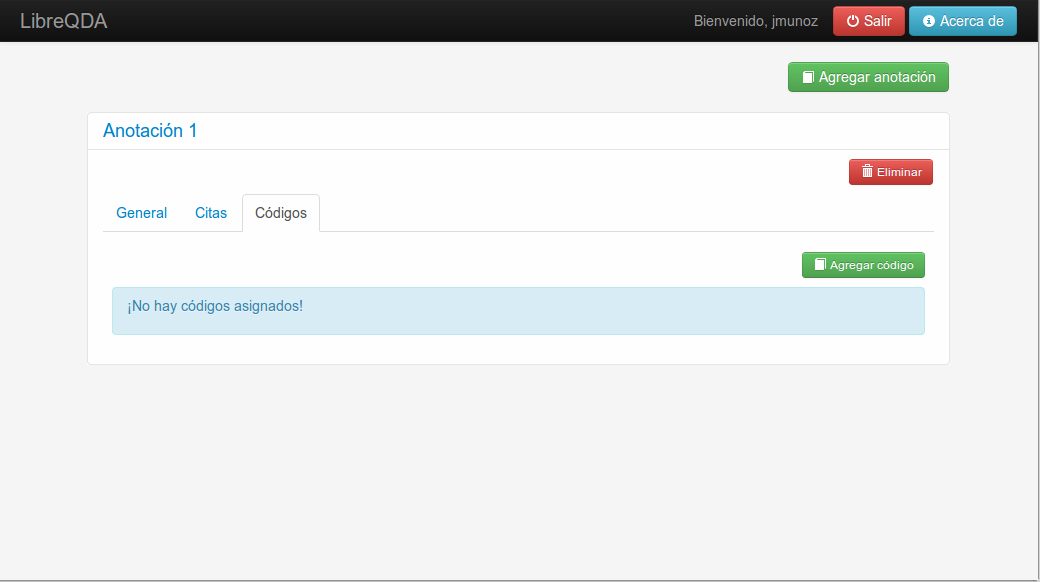 LibreQDA
Bienvenido, jmunoz
Salir
Acerca de
Agregar anotación
Anotación 1
Eliminar
General
Citas
Códigos
Agregar código
¡No hay códigos asignados!